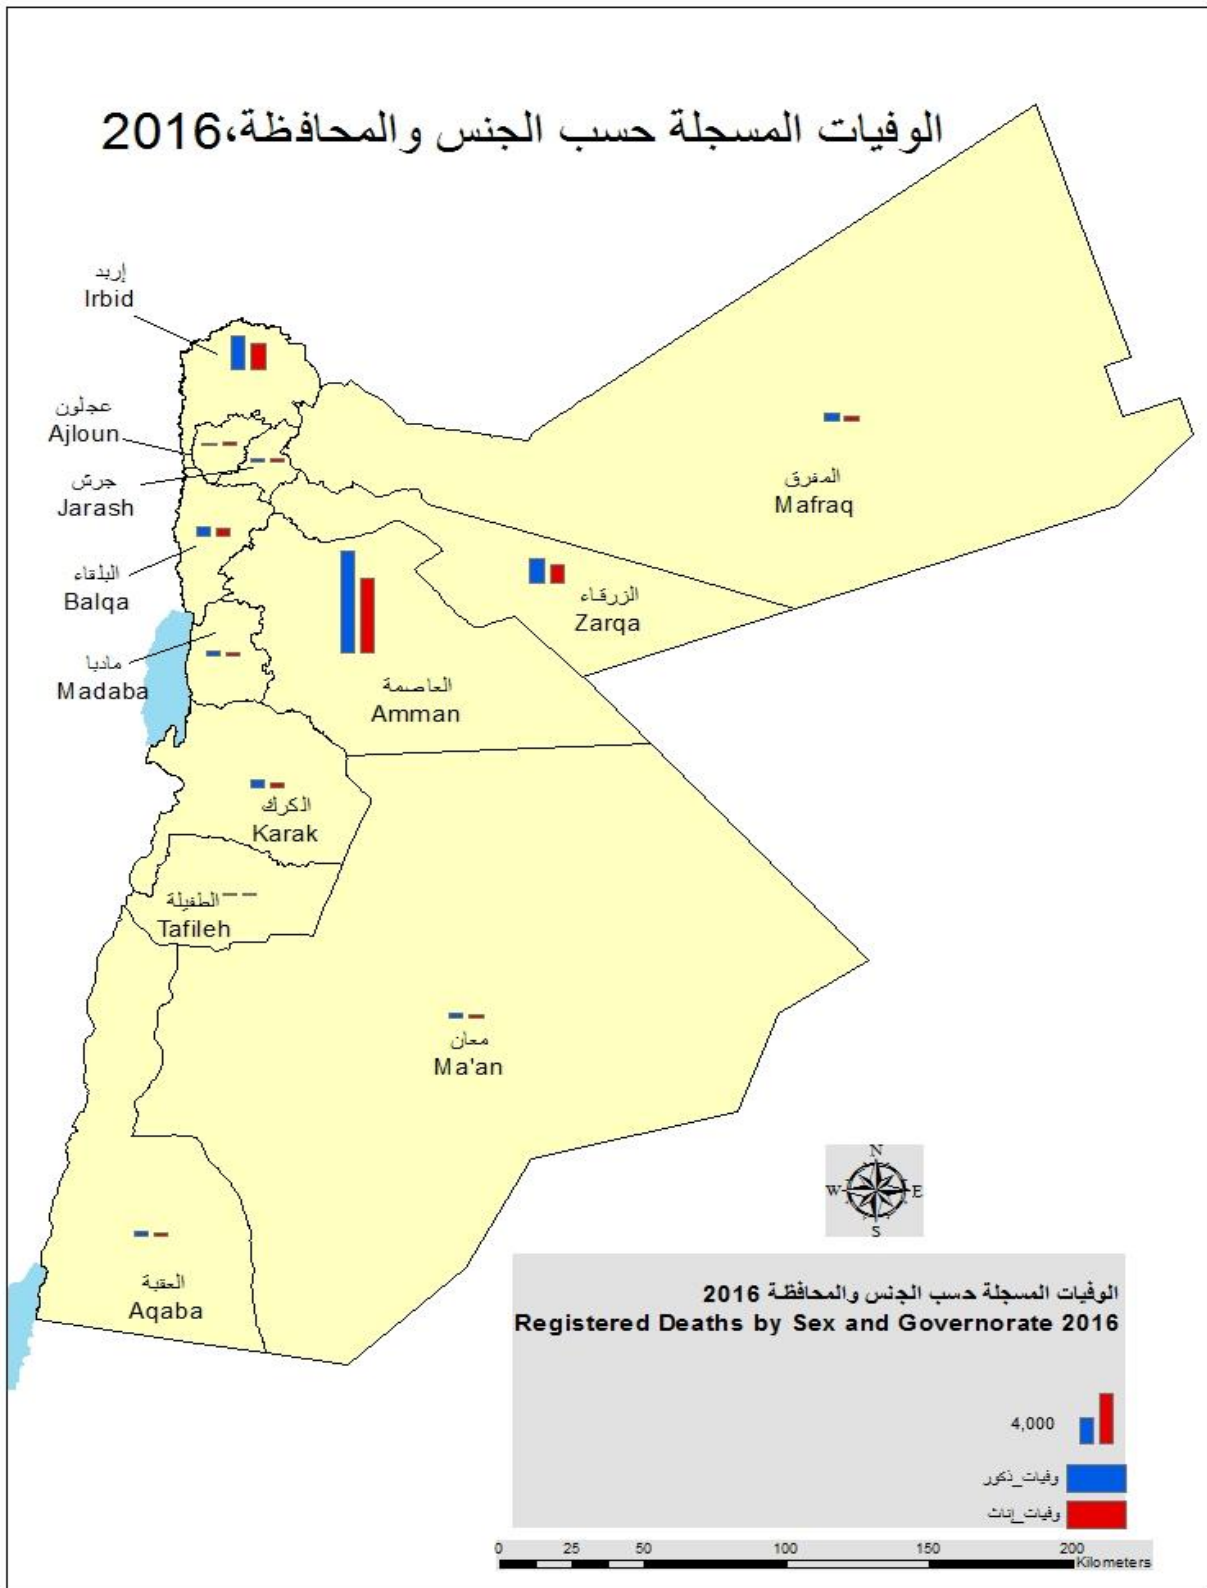 الوفيات المسجلة حسب الجنس والمحافظة،2016
إربد
Irbid
عجلون
Ajloun
جرش
Jarash
المفرق
Mafraq
البلقاء
Balqa
الزرقاء
Zarqa
مادبا
Madaba
العاصمة
Amman
الكرك
Karak
الطفيلة
Tafileh
معان
Ma'an
العقبة
Aqaba
N
W E
S
الوفيات المسجلة حسب الجنس والمحافظة 2016
Registered Deaths by Sex and Governorate 2016
4,000
وفيات_ذكور
وفيات_إناث
0 25 50 100 150 200
Kilometers